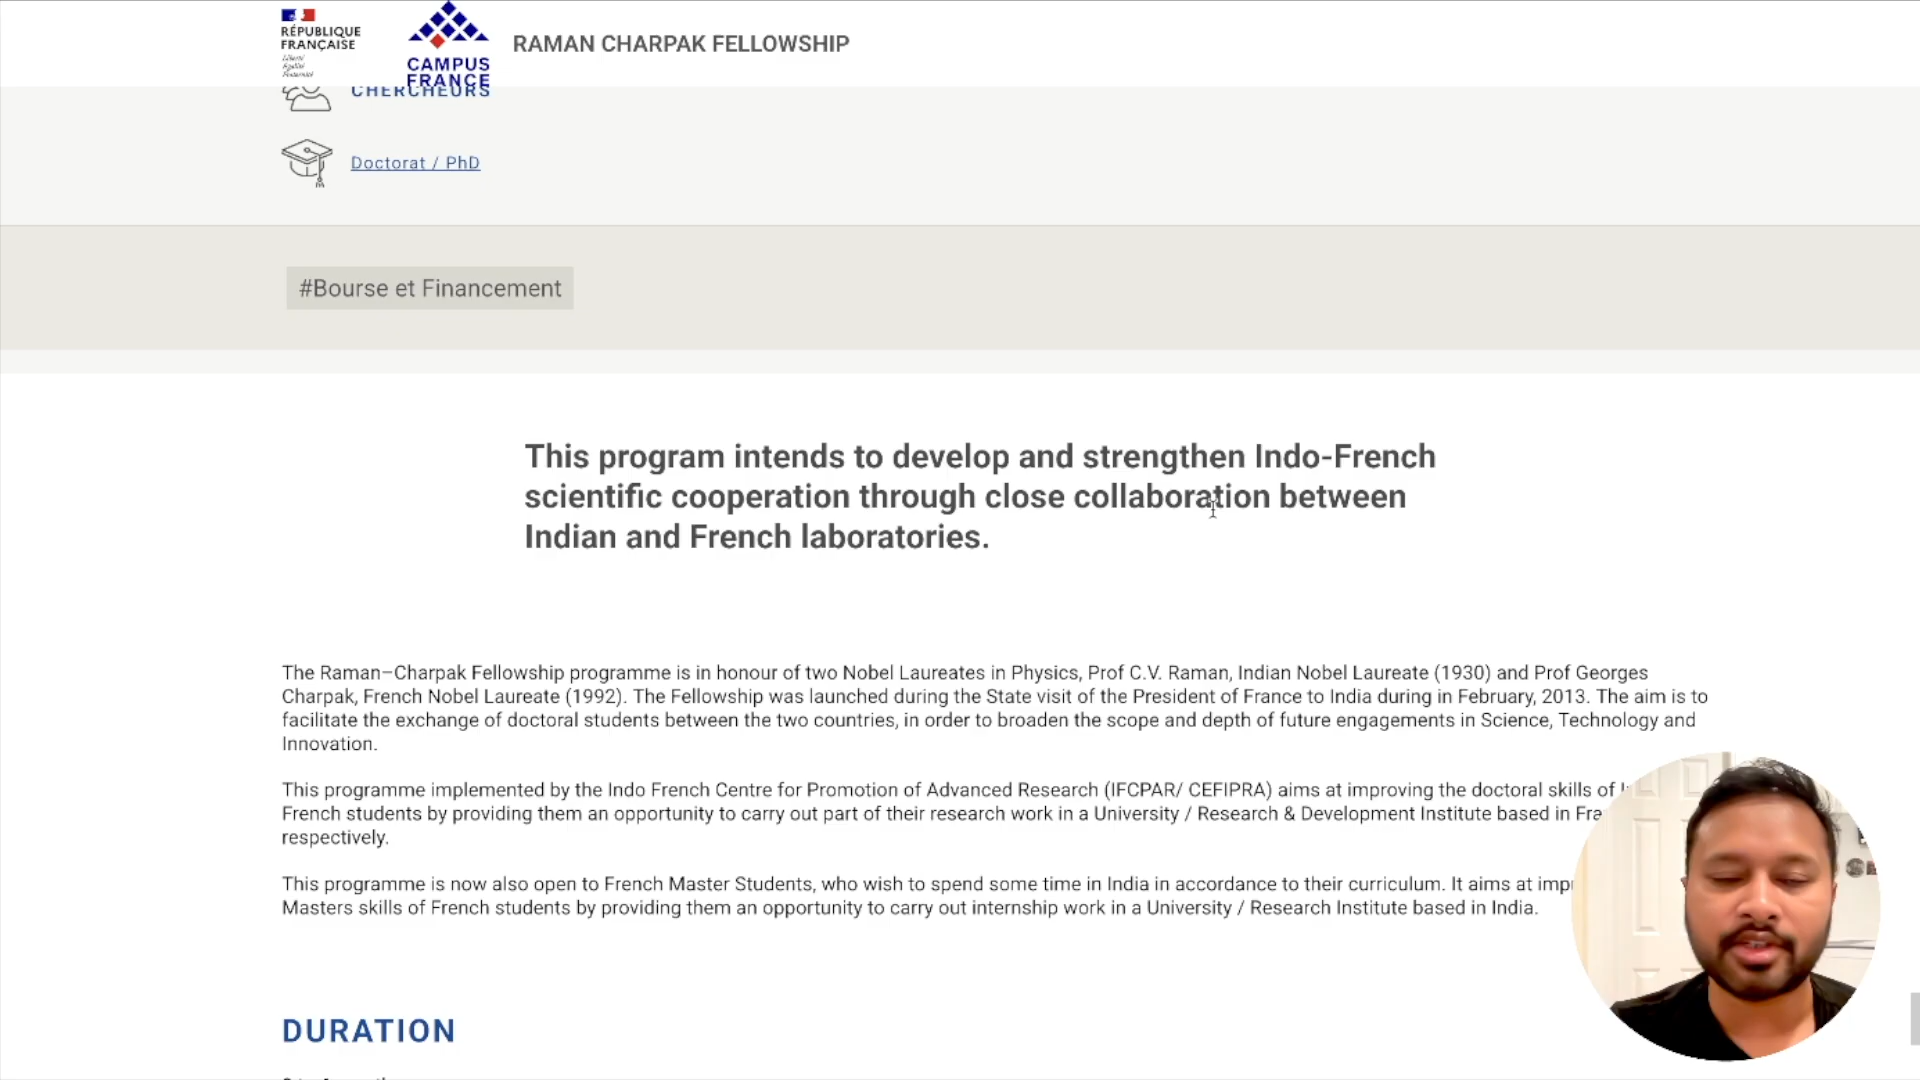 RÉPUBLIQUE
FRANÇAISE
Liberté
Égalité
Fraternité
CAMPUS
FRANCE
RAMAN CHARPAK FELLOWSHIP
CHERCHEURS
Doctorat / PhD
#Bourse et Financement
This program intends to develop and strengthen Indo-French
scientific cooperation through close collaboration between
Indian and French laboratories.
The Raman–Charpak Fellowship programme is in honour of two Nobel Laureates in Physics, Prof C.V. Raman, Indian Nobel Laureate (1930) and Prof Georges
Charpak, French Nobel Laureate (1992). The Fellowship was launched during the State visit of the President of France to India during in February, 2013. The aim is to
facilitate the exchange of doctoral students between the two countries, in order to broaden the scope and depth of future engagements in Science, Technology and
Innovation.
This programme implemented by the Indo French Centre for Promotion of Advanced Research (IFCPAR/ CEFIPRA) aims at improving the doctoral skills of
French students by providing them an opportunity to carry out part of their research work in a University / Research & Development Institute based in
respectively.
This programme is now also open to French Master Students, who wish to spend some time in India in accordance to their curriculum. It aims at
Masters skills of French students by providing them an opportunity to carry out internship work in a University / Research Institute based in India.
DURATION